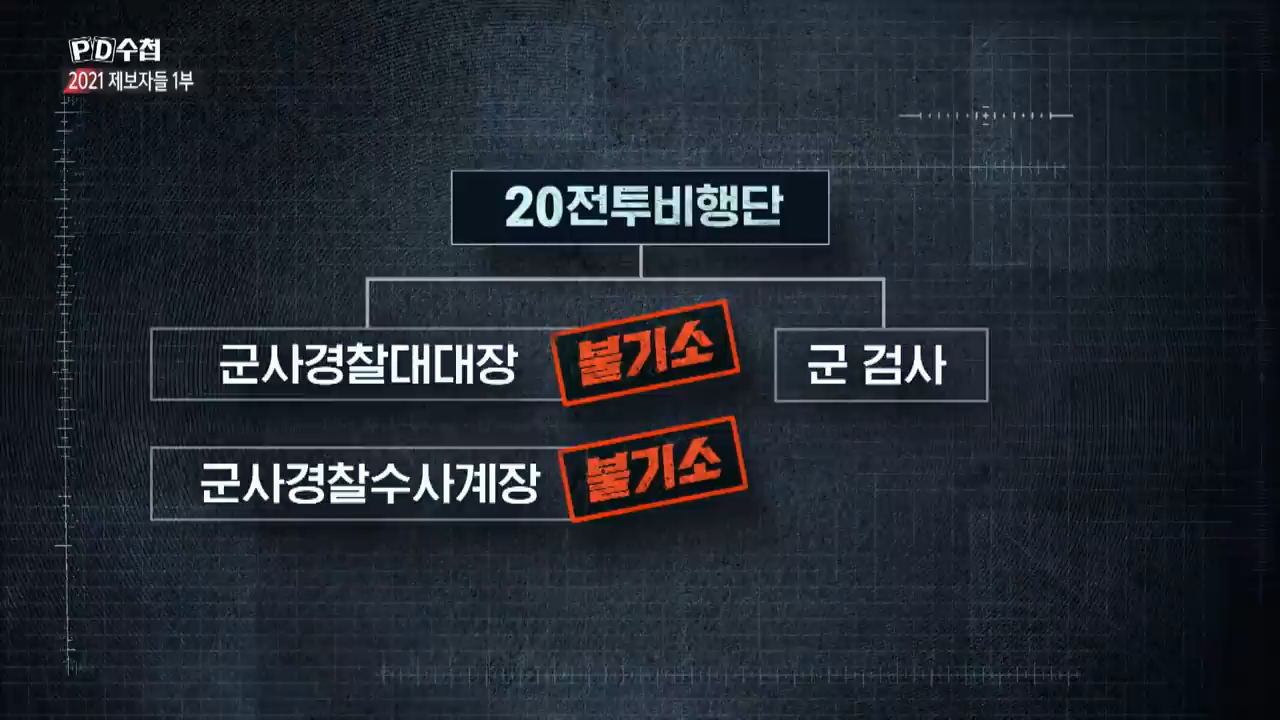 PD수첩
2021 제보자들 1부
20전투비행단
군사경찰대대장
불기소
군 검사
군사경찰수사계장
불기소